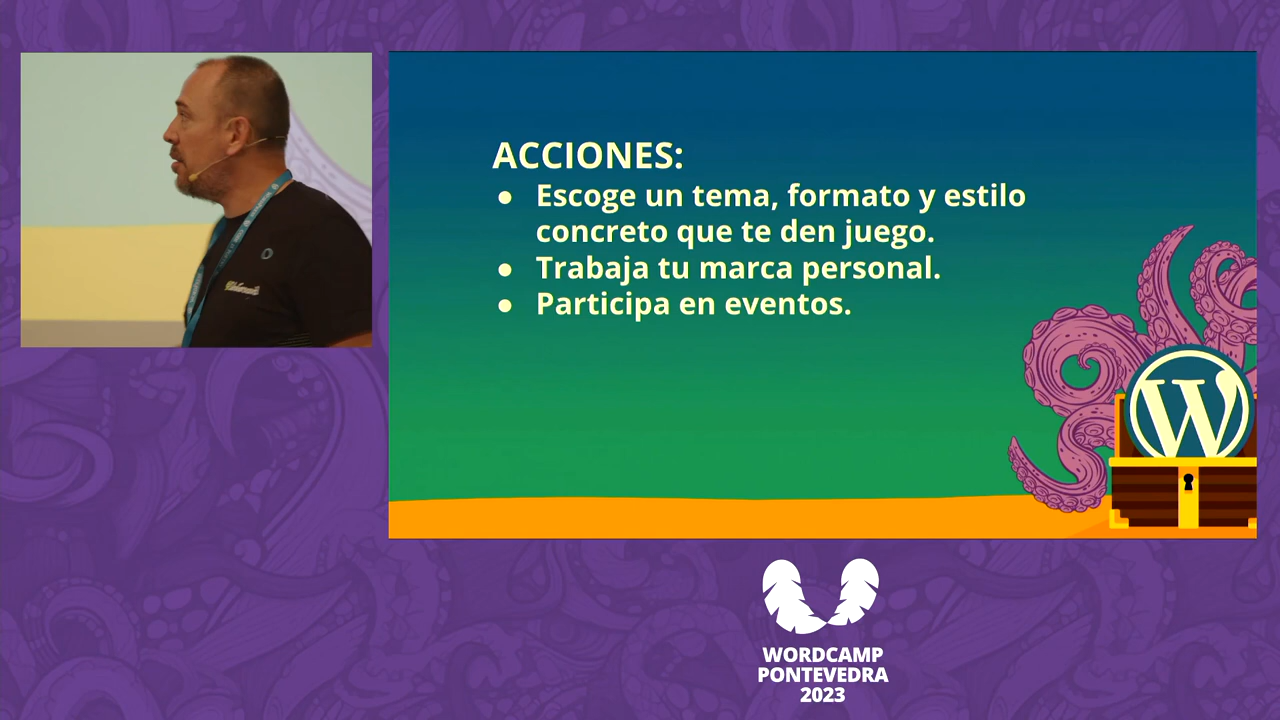 ACCIONES:
● Escoge un tema, formato y estilo
concreto que te den juego.
● Trabaja tu marca personal.
● Participa en eventos.
W
WORDCAMP
PONTEVEDRA
2023